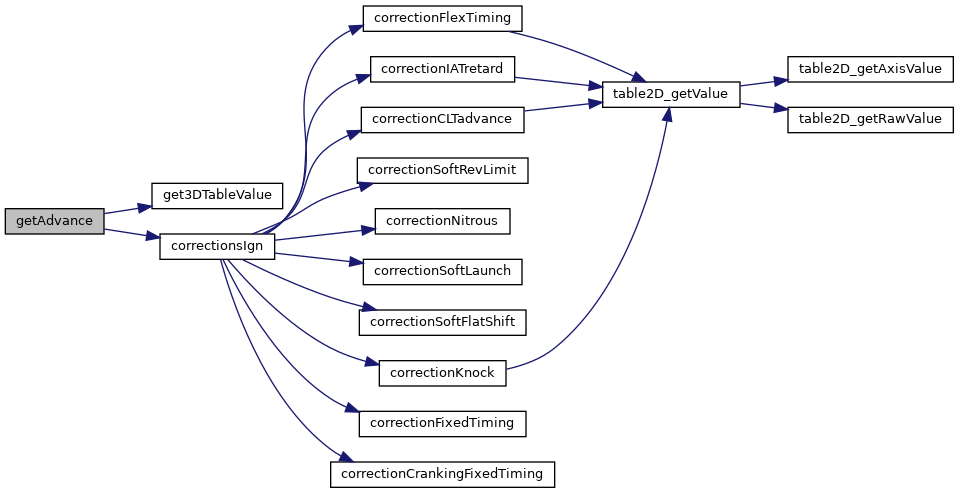 getAdvance
get3DTableValue
correctionsIgn
correctionFlexTiming
correctionIATretard
correctionCLTadvance
correctionSoftRevLimit
correctionNitrous
correctionSoftLaunch
correctionSoftFlatShift
correctionKnock
correctionFixedTiming
correctionCrankingFixedTiming
table2D_getValue
table2D_getAxisValue
table2D_getRawValue